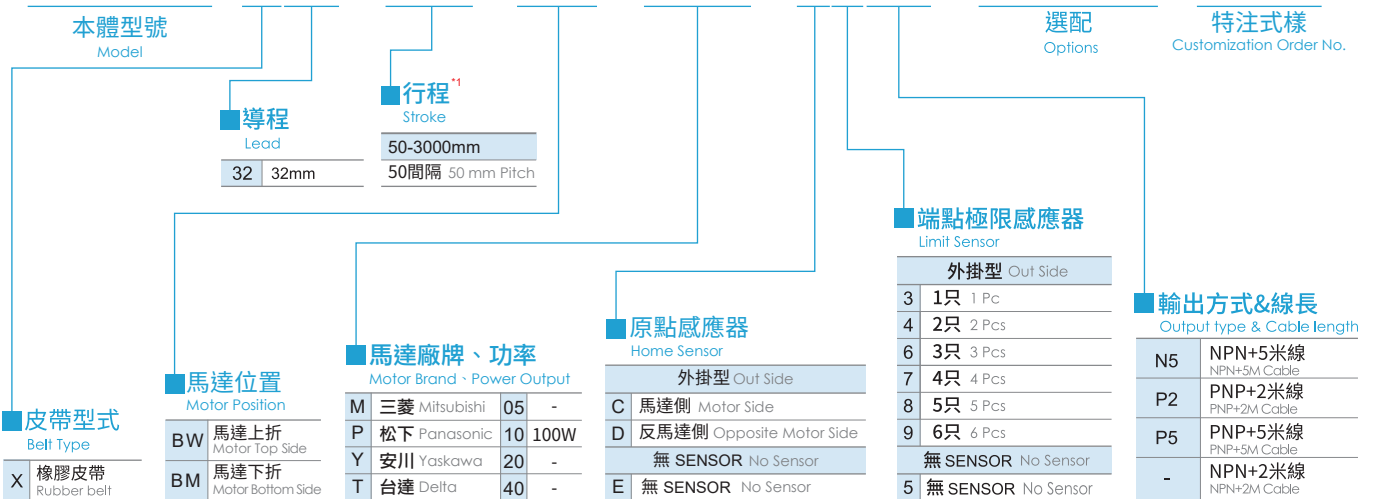 本體型號
Model
選配
Options
特注式樣
Customization Order No.
導程
Lead
32 32mm
行程*1
Stroke
50-3000mm
50間隔 50 mm Pitch
皮帶型式
Belt Type
X 橡膠皮帶
Rubber belt
馬達位置
Motor Position
BW 馬達上折
Motor Top Side
BM 馬達下折
Motor Bottom Side
馬達廠牌、功率
Motor Brand、Power Output
M 三菱 Mitsubishi 05 -
P 松下 Panasonic 10 100W
Y 安川 Yaskawa 20 -
T 台達 Delta 40 -
原點感應器
Home Sensor
外掛型 Out Side
C 馬達側 Motor Side
D 反馬達側 Opposite Motor Side
無 SENSOR No Sensor
E 無 SENSOR No Sensor
端點極限感應器
Limit Sensor
外掛型 Out Side
3 1只 1 Pc
4 2只 2 Pcs
6 3只 3 Pcs
7 4只 4 Pcs
8 5只 5 Pcs
9 6只 6 Pcs
無 SENSOR No Sensor
5 無 SENSOR No Sensor
輸出方式&線長
Output type & Cable length
N5 NPN+5米線
NPN+5M Cable
P2 PNP+2米線
PNP+2M Cable
P5 PNP+5米線
PNP+5M Cable
- NPN+2米線
NPN+2M Cable